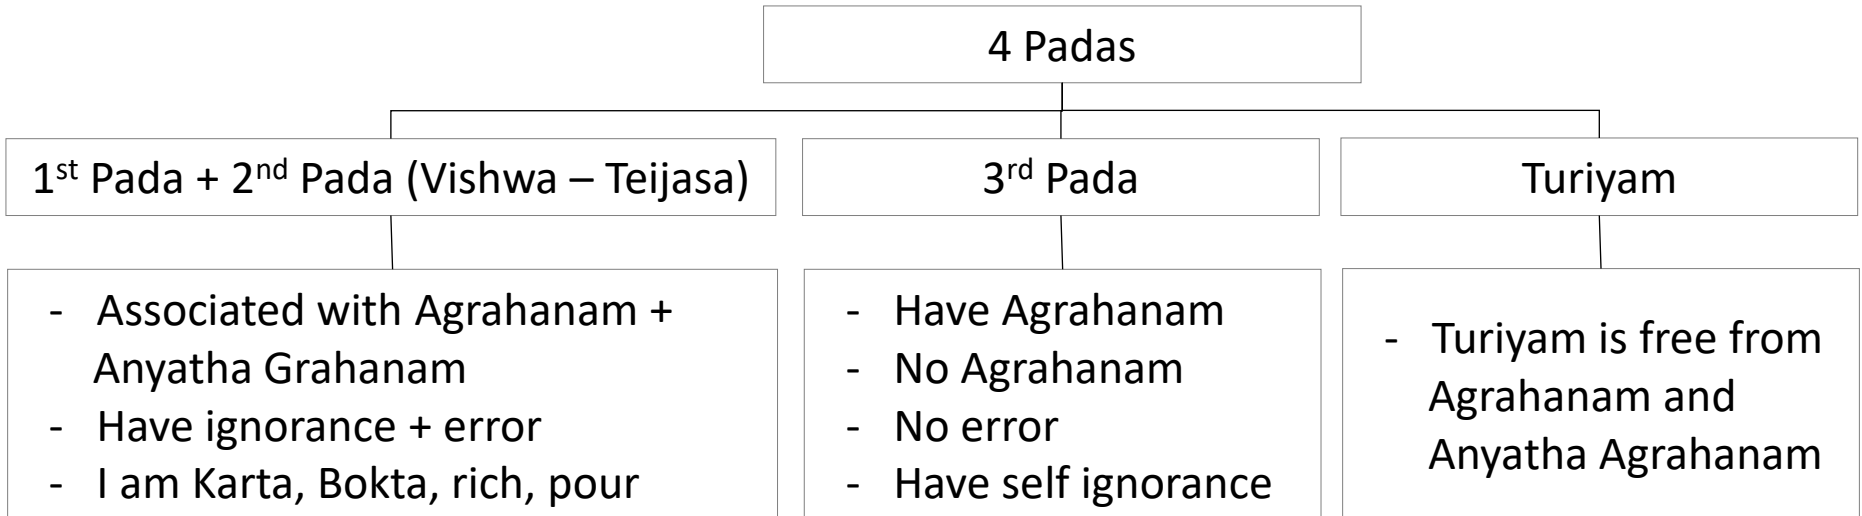 4 Padas
1st Pada + 2nd Pada (Vishwa – Teijasa)
3rd Pada
Turiyam
- Associated with Agrahanam +
Anyatha Grahanam
- Have ignorance + error
- I am Karta, Bokta, rich, pour
- Have Agrahanam
- No Agrahanam
- No error
- Have self ignorance
- Turiyam is free from
Agrahanam and
Anyatha Agrahanam